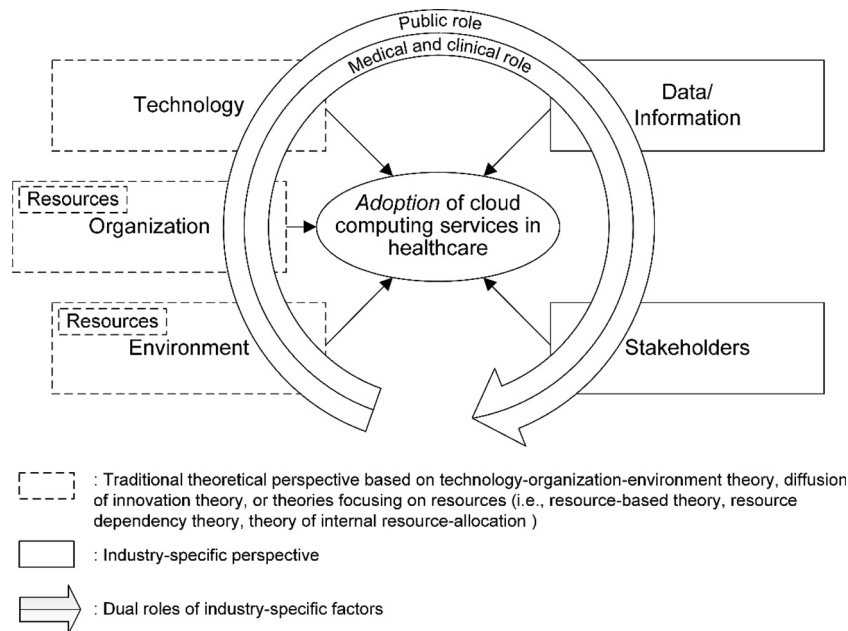 Public role
Medical and clinical role
Technology
Data/
Information
Resources
Organization
Adoption of cloud
computing services in
healthcare
Resources
Environment
Stakeholders
: Traditional theoretical perspective based on technology-organization-environment theory, diffusion
of innovation theory, or theories focusing on resources (i.e., resource-based theory, resource
dependency theory, theory of internal resource-allocation )
: Industry-specific perspective
: Dual roles of industry-specific factors